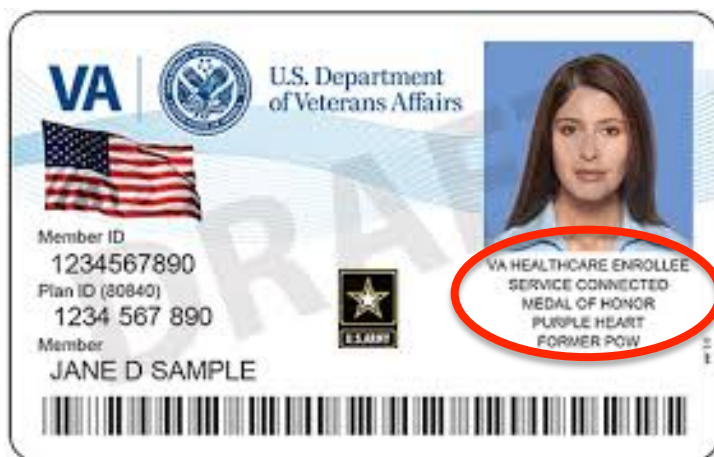 VA
U.S. Department
of Veterans Affairs
DRAFT
Member ID
1234567890
Plan ID (80840)
1234 567 890
Member
JANE D SAMPLE
U.S. ARMY
VA HEALTHCARE ENROLLEE
SERVICE CONNECTED
MEDAL OF HONOR
PURPLE HEART
FORMER POW